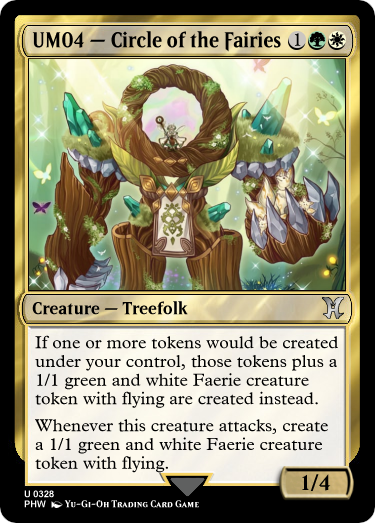 UM04 — Circle of the Fairies 1
Creature — Treefolk
If one or more tokens would be created
under your control, those tokens plus a
1/1 green and white Faerie creature
token with flying are created instead.
Whenever this creature attacks, create
a 1/1 green and white Faerie creature
token with flying.
1/4
U 0328
PHW Yu-Gi-Oh Trading Card Game